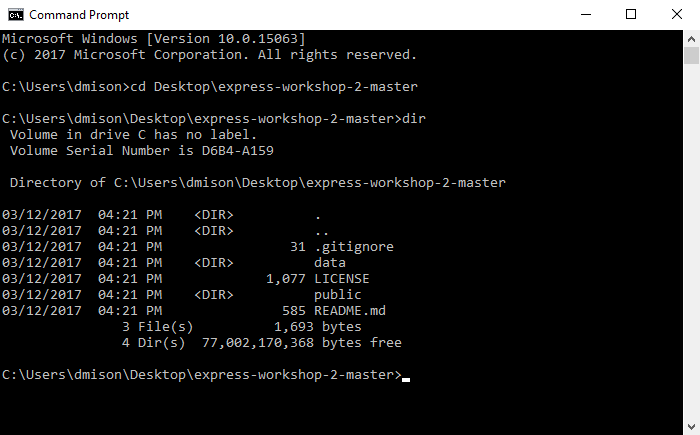 Command Prompt
Microsoft Windows [Version 10.0.15063]
(c) 2017 Microsoft Corporation. All rights reserved.
C:\Users\dmison>cd Desktop\express-workshop-2-master
C:\Users\dmison\Desktop\express-workshop-2-master>dir
 Volume in drive C has no label.
 Volume Serial Number is D6B4-A159
 Directory of C:\Users\dmison\Desktop\express-workshop-2-master
03/12/2017  04:21 PM    <DIR>          .
03/12/2017  04:21 PM    <DIR>          ..
03/12/2017  04:21 PM                31 .gitignore
03/12/2017  04:21 PM    <DIR>          data
03/12/2017  04:21 PM             1,077 LICENSE
03/12/2017  04:21 PM    <DIR>          public
03/12/2017  04:21 PM               585 README.md
               3 File(s)          1,693 bytes
               4 Dir(s)  77,002,170,368 bytes free
C:\Users\dmison\Desktop\express-workshop-2-master>